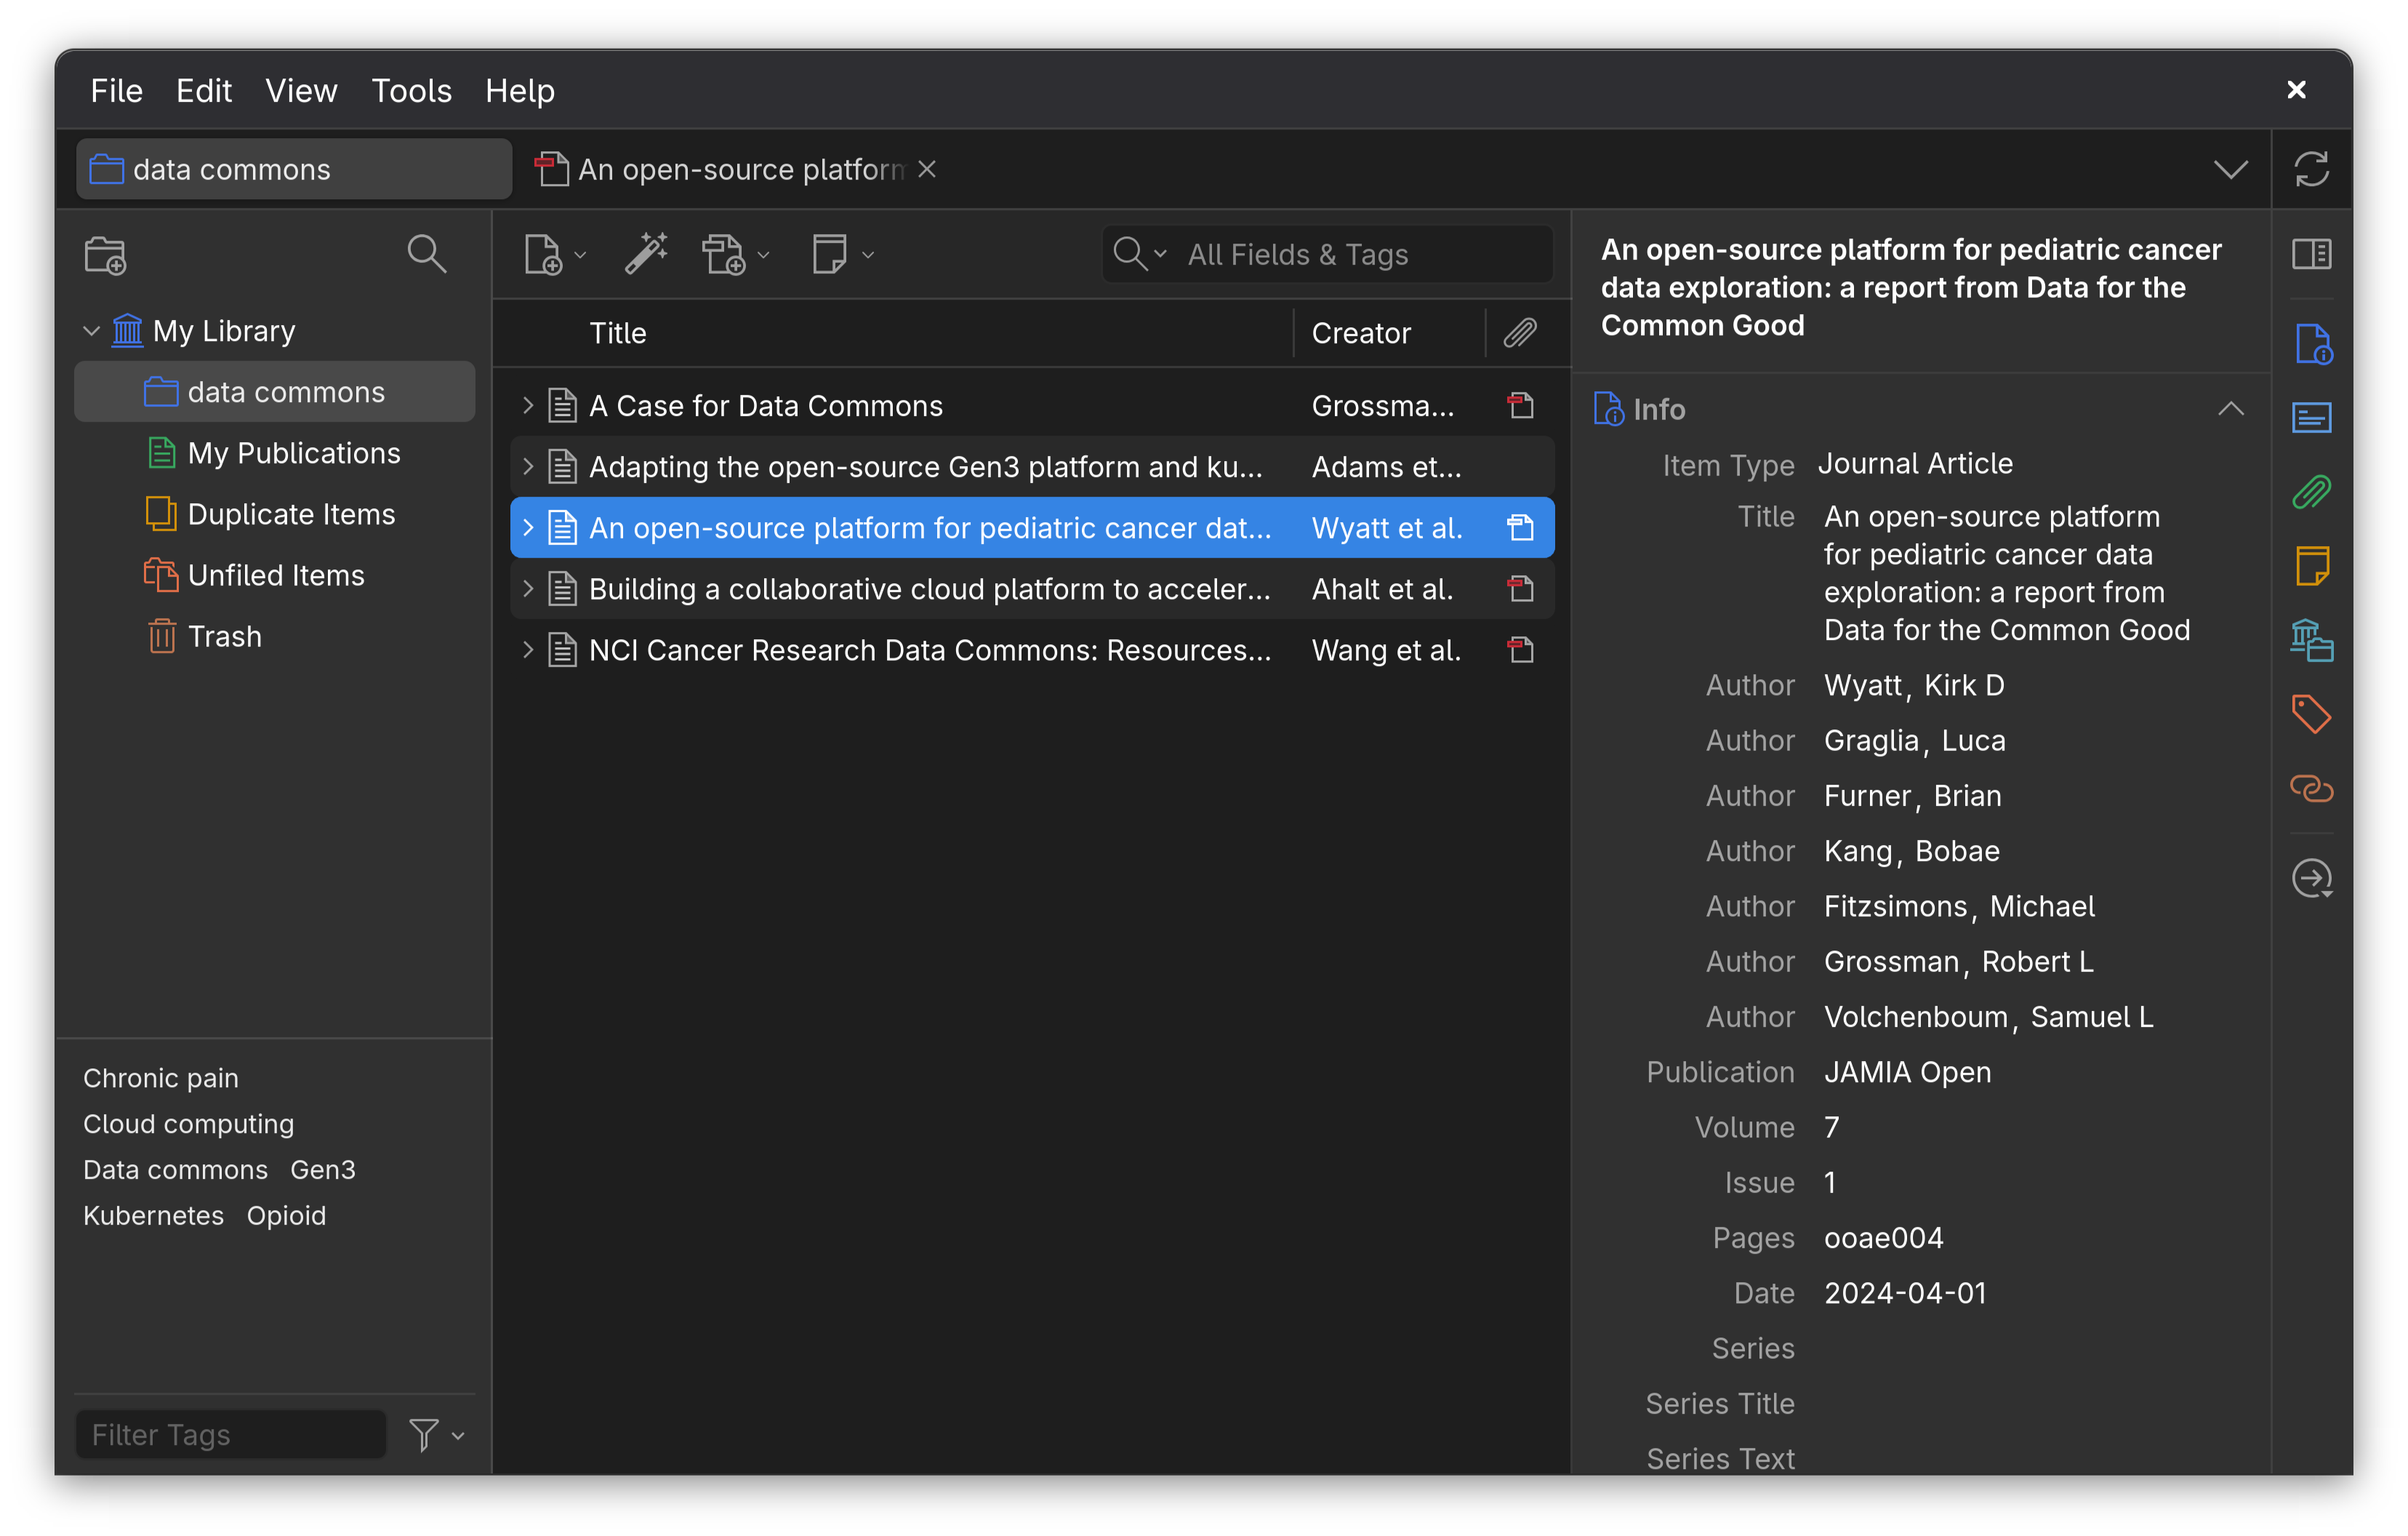 File Edit View Tools Help
data commons
An open-source platform
All Fields & Tags
My Library
data commons
My Publications
Duplicate Items
Unfiled Items
Trash
Chronic pain
Cloud computing
Data commons Gen3
Kubernetes Opioid
Filter Tags
Title Creator
A Case for Data Commons Grossma...
Adapting the open-source Gen3 platform and ku... Adams et...
An open-source platform for pediatric cancer dat... Wyatt et al.
Building a collaborative cloud platform to acceler... Ahalt et al.
NCI Cancer Research Data Commons: Resources... Wang et al.
An open-source platform for pediatric cancer
data exploration: a report from Data for the
Common Good
Info
Item Type Journal Article
Title An open-source platform
for pediatric cancer data
exploration: a report from
Data for the Common Good
Author Wyatt, Kirk D
Author Graglia, Luca
Author Furner, Brian
Author Kang, Bobae
Author Fitzsimons, Michael
Author Grossman, Robert L
Author Volchenboum, Samuel L
Publication JAMIA Open
Volume 7
Issue 1
Pages ooae004
Date 2024-04-01
Series
Series Title
Series Text